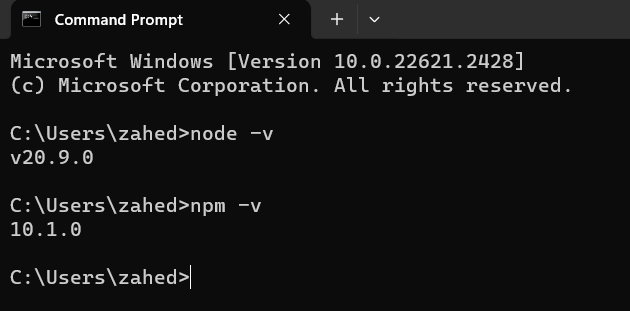 Command Prompt
Microsoft Windows [Version 10.0.22621.2428]
(c) Microsoft Corporation. All rights reserved.
C:\Users\zahed>node -v
v20.9.0
C:\Users\zahed>npm -v
10.1.0
C:\Users\zahed>